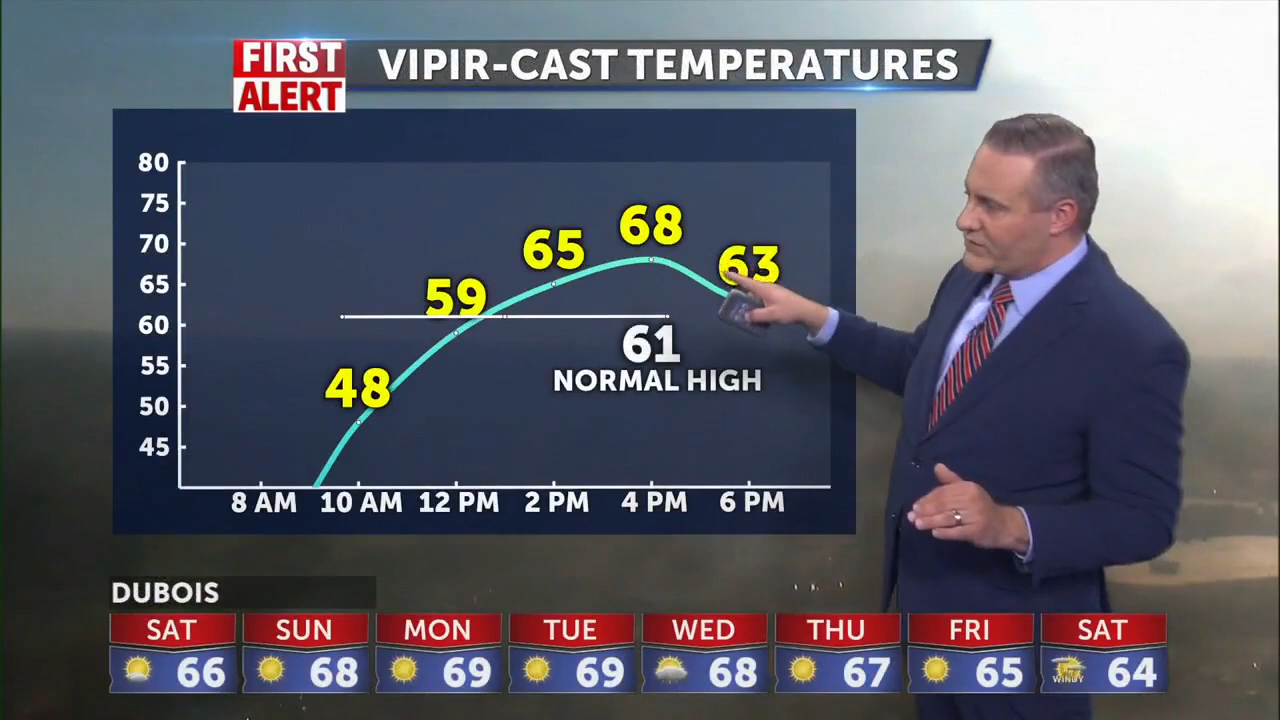 FIRST
ALERT
VIPIR-CAST TEMPERATURES
80
75
70
65
60
55
50
45
48
59
65
68
63
61
NORMAL HIGH
8 AM 10 AM 12 PM 2 PM 4 PM 6 PM
DUBOIS
SAT SUN MON TUE WED THU FRI SAT
66 68 69 69 68 67 65 WINDY 64